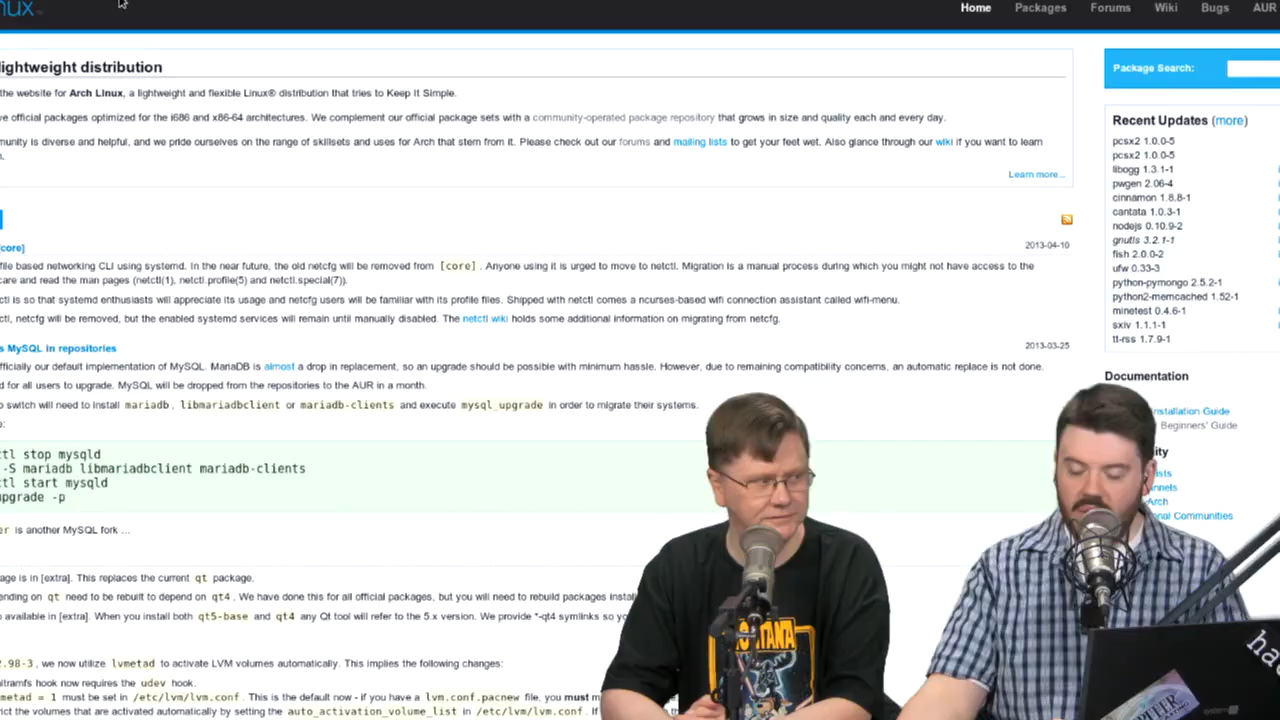 nux
Home Packages Forums Wiki Bugs AUR
lightweight distribution
the website for Arch Linux, a lightweight and flexible Linux® distribution that tries to Keep It Simple.
ve official packages optimized for the i686 and x86-64 architectures. We complement our official package sets with a community-operated package repository that grows in size and quality each and every day.
munity is diverse and helpful, and we pride ourselves on the range of skillsets and uses for Arch that stem from it. Please check out our forums and mailing lists to get your feet wet. Also glance through our wiki if you want to learn
Learn more...
[core]
2013-04-10
file based networking CLI using systemd. In the near future, the old netcfg will be removed from [core]. Anyone using it is urged to move to netctl. Migration is a manual process during which you might not have access to the
care and read the man pages (netctl(1), netctl.profile(5) and netctl.special(7)).
ctl is so that systemd enthusiasts will appreciate its usage and netcfg users will be familiar with its profile files. Shipped with netctl comes a ncurses-based wifi connection assistant called wifi-menu.
ctl, netcfg will be removed, but the enabled systemd services will remain until manually disabled. The netctl wiki holds some additional information on migrating from netcfg.
s MySQL in repositories
2013-03-25
fficially our default implementation of MySQL. MariaDB is almost a drop in replacement, so an upgrade should be possible with minimum hassle. However, due to remaining compatibility concerns, an automatic replace is not done.
d for all users to upgrade. MySQL will be dropped from the repositories to the AUR in a month.
o switch will need to install mariadb, libmariadbclient or mariadb-clients and execute mysql_upgrade in order to migrate their systems.
e:
ctl stop mysqld
-S mariadb libmariadbclient mariadb-clients
ctl start mysqld
upgrade -p
er is another MySQL fork ...
age is in [extra]. This replaces the current qt package.
ending on qt need to be rebuilt to depend on qt4. We have done this for all official packages, but you will need to rebuild packages insta
o available in [extra]. When you install both qt5-base and qt4 any Qt tool will refer to the 5.x version. We provide *-qt4 symlinks so yo
2.98-3, we now utilize lvmetad to activate LVM volumes automatically. This implies the following changes:
itramfs hook now requires the udev hook.
metad = 1 must be set in /etc/lvm/lvm.conf. This is the default now - if you have a lvm.conf.pacnew file, you must m
rict the volumes that are activated automatically by setting the auto_activation_volume_list in /etc/lvm/lvm.conf. If
Package Search:
Recent Updates (more)
pcsx2 1.0.0-5
pcsx2 1.0.0-5
libogg 1.3.1-1
pwgen 2.06-4
cinnamon 1.8.8-1
cantata 1.0.3-1
nodejs 0.10.9-2
gnutls 3.2.1-1
fish 2.0.0-2
ufw 0.33-3
python-pymongo 2.5.2-1
python2-memcached 1.52-1
minetest 0.4.6-1
sxiv 1.1.1-1
tt-rss 1.7.9-1
Documentation
Installation Guide
Beginners' Guide
ity
ists
annels
Arch
onal Communities
ha